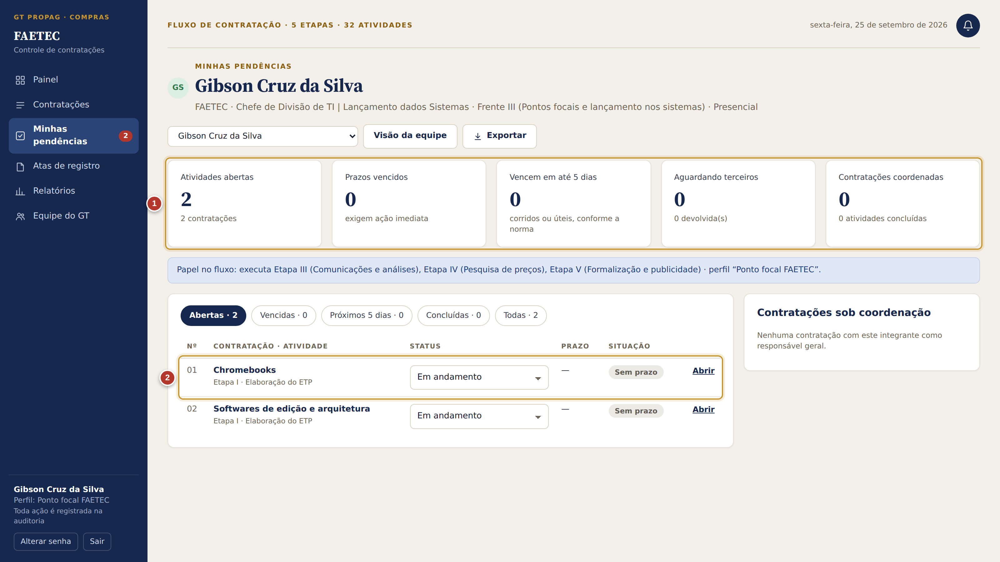 GT PROPAG · COMPRAS
FAETEC
Controle de contratações
Painel
Contratações
Minhas
pendências
2
Atas de registro
Relatórios
Equipe do GT
Gibson Cruz da Silva
Perfil: Ponto focal FAETEC
Toda ação é registrada na
auditoria
Alterar senha
Sair
FLUXO DE CONTRATAÇÃO · 5 ETAPAS · 32 ATIVIDADES
sexta-feira, 25 de setembro de 2026
MINHAS PENDÊNCIAS
GS
Gibson Cruz da Silva
FAETEC · Chefe de Divisão de TI | Lançamento dados Sistemas · Frente III (Pontos focais e lançamento nos sistemas) · Presencial
Gibson Cruz da Silva
Visão da equipe
Exportar
1
Atividades abertas
2
2 contratações
Prazos vencidos
0
exigem ação imediata
Vencem em até 5 dias
0
corridos ou úteis, conforme a
norma
Aguardando terceiros
0
0 devolvida(s)
Contratações coordenadas
0
0 atividades concluídas
Papel no fluxo: executa Etapa III (Comunicações e análises), Etapa IV (Pesquisa de preços), Etapa V (Formalização e publicidade) · perfil “Ponto focal FAETEC”.
Abertas · 2
Vencidas · 0
Próximos 5 dias · 0
Concluídas · 0
Todas · 2
Nº
CONTRATAÇÃO · ATIVIDADE
STATUS
PRAZO
SITUAÇÃO
2
01
Chromebooks
Etapa I · Elaboração do ETP
Em andamento
—
Sem prazo
Abrir
02
Softwares de edição e arquitetura
Etapa I · Elaboração do ETP
Em andamento
—
Sem prazo
Abrir
Contratações sob coordenação
Nenhuma contratação com este integrante como
responsável geral.